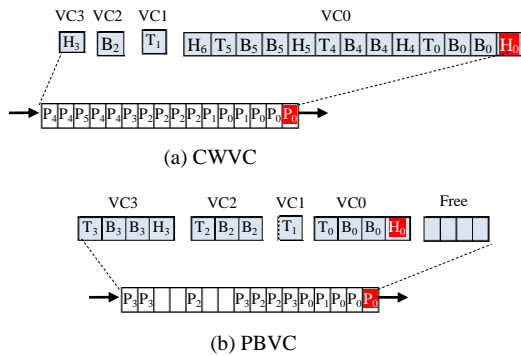 VC3 VC2 VC1 VC0
H₃ B₂ T₁ H₆ T₅ B₅ B₅ H₅ T₄ B₄ B₄ H₄ T₀ B₀ B₀ H₀
P₄ P₄ P₅ P₄ P₄ P₃ P₂ P₂ P₂ P₂ P₁ P₀ P₁ P₀ P₀ P₀
(a) CWVC
VC3 VC2 VC1 VC0 Free
T₃ B₃ B₃ H₃ T₂ B₂ B₂ T₁ T₀ B₀ B₀ H₀
P₃ P₃ P₂ P₃ P₂ P₂ P₃ P₀ P₁ P₀ P₀ P₀
(b) PBVC